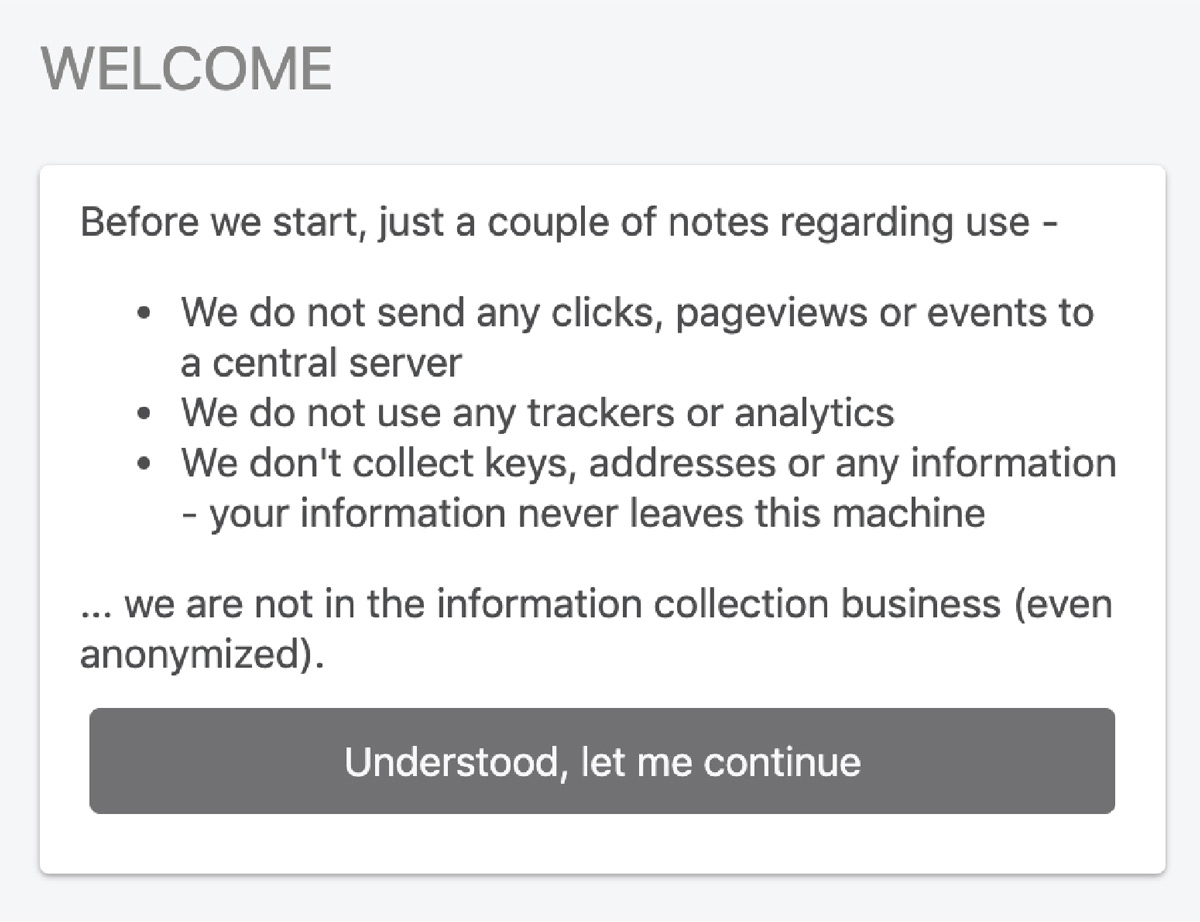 WELCOME
Before we start, just a couple of notes regarding use -
• We do not send any clicks, pageviews or events to
a central server
• We do not use any trackers or analytics
• We don't collect keys, addresses or any information
- your information never leaves this machine
... we are not in the information collection business (even
anonymized).
Understood, let me continue